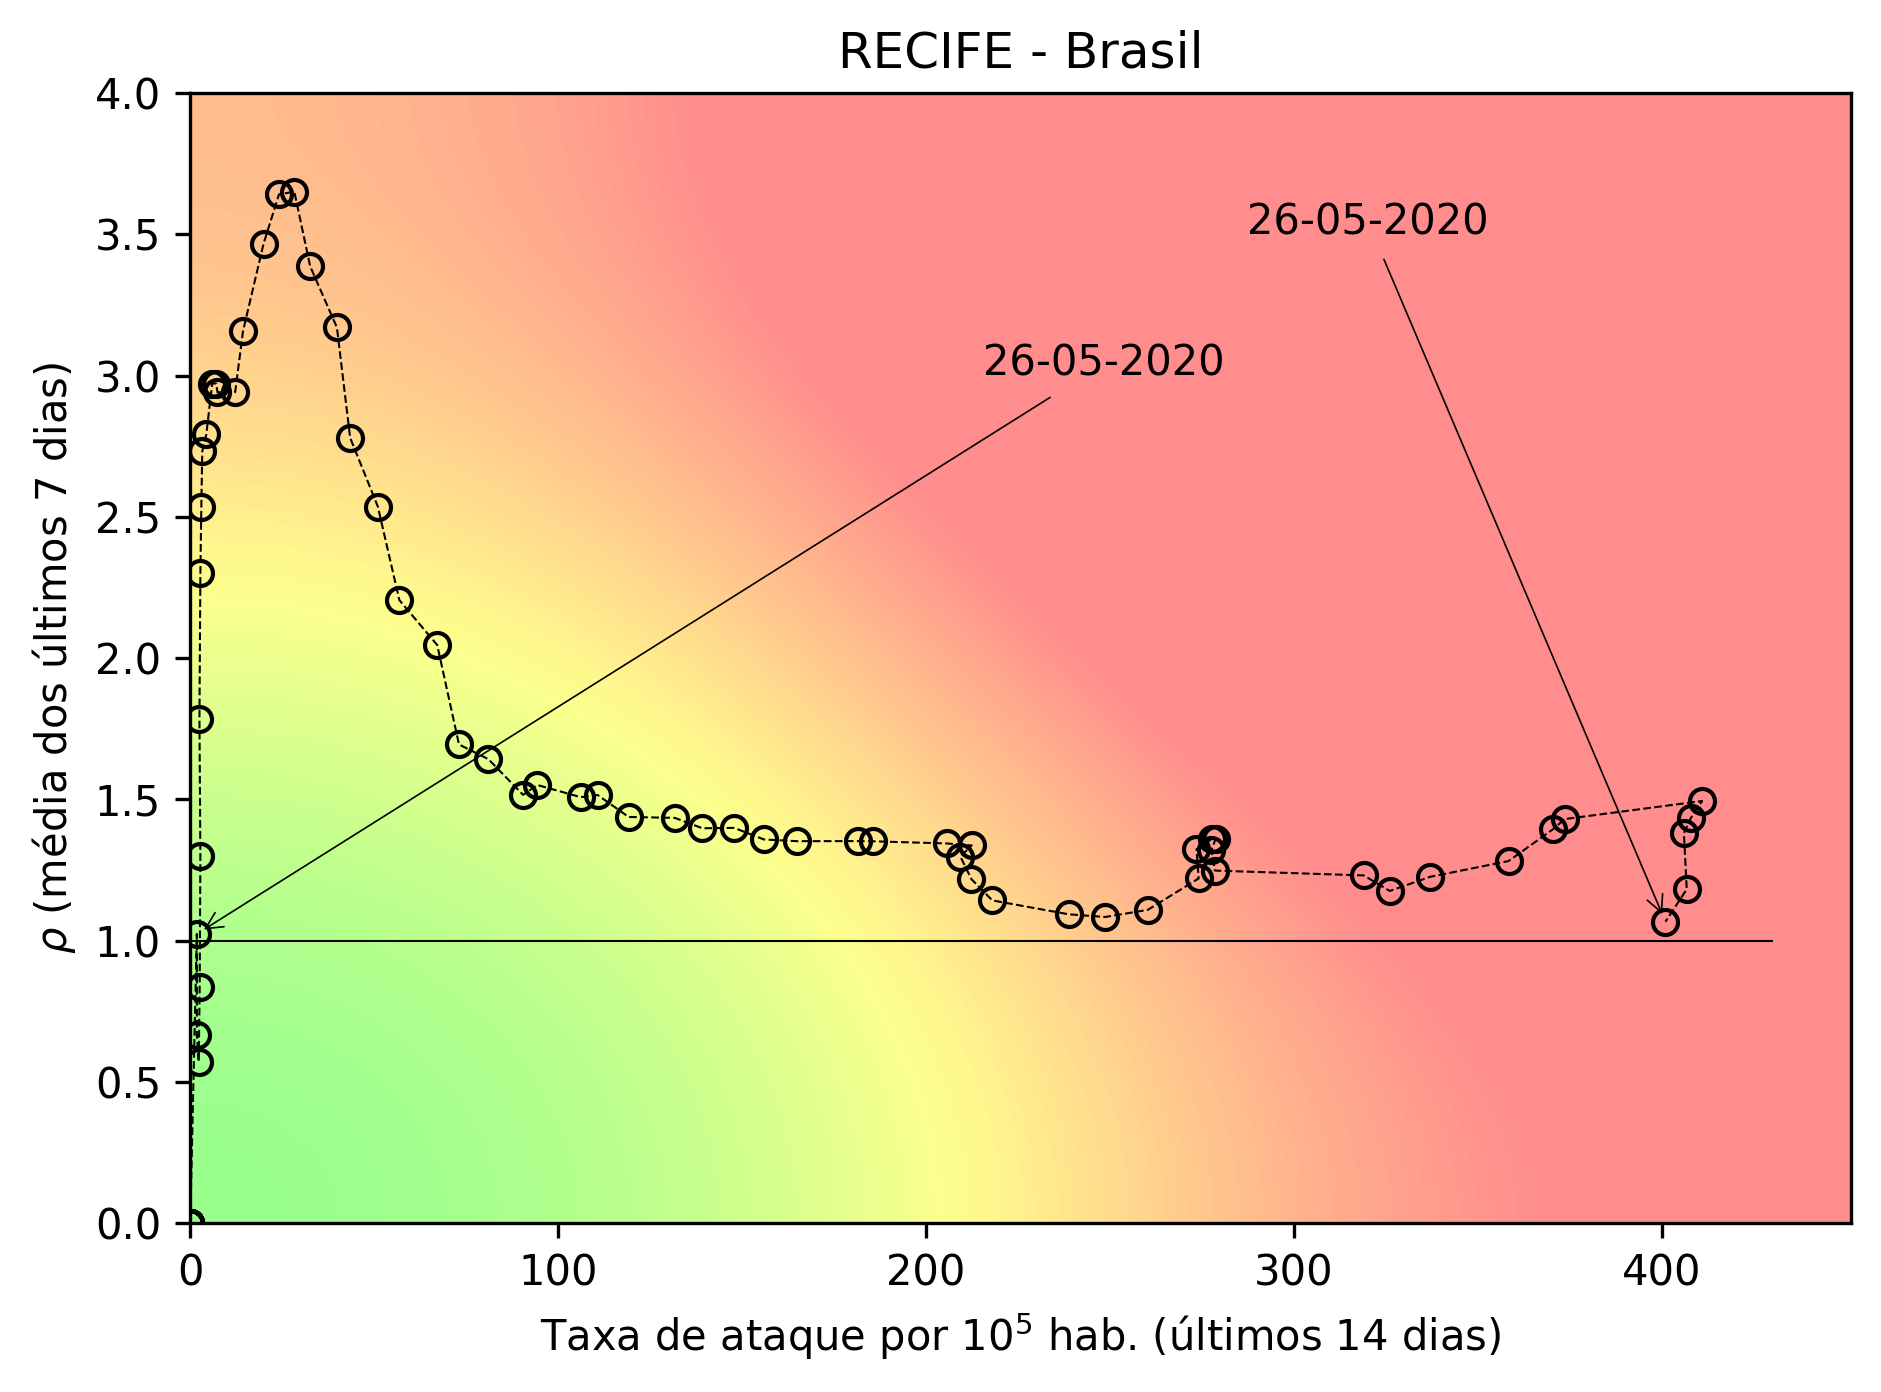 RECIFE - Brasil
4.0
3.5
3.0
2.5
2.0
1.5
1.0
0.5
0.0
ρ (média dos últimos 7 dias)
26-05-2020
26-05-2020
0 100 200 300 400
Taxa de ataque por 10⁵ hab. (últimos 14 dias)